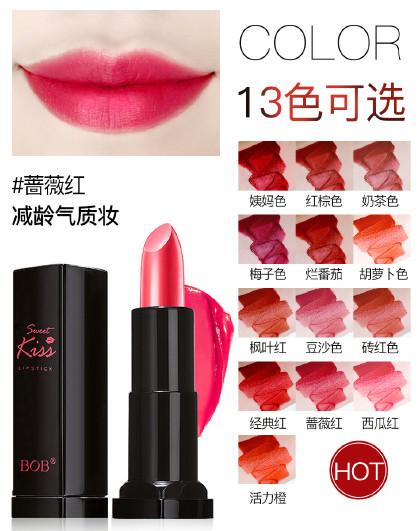 COLOR
13色可选
#蔷薇红
减龄气质妆
姨妈色 红棕色 奶茶色
梅子色 烂番茄 胡萝卜色
枫叶红 豆沙色 砖红色
经典红 蔷薇红 西瓜红
活力橙
HOT
Sweet
Kiss
LIPSTICK
BOB®